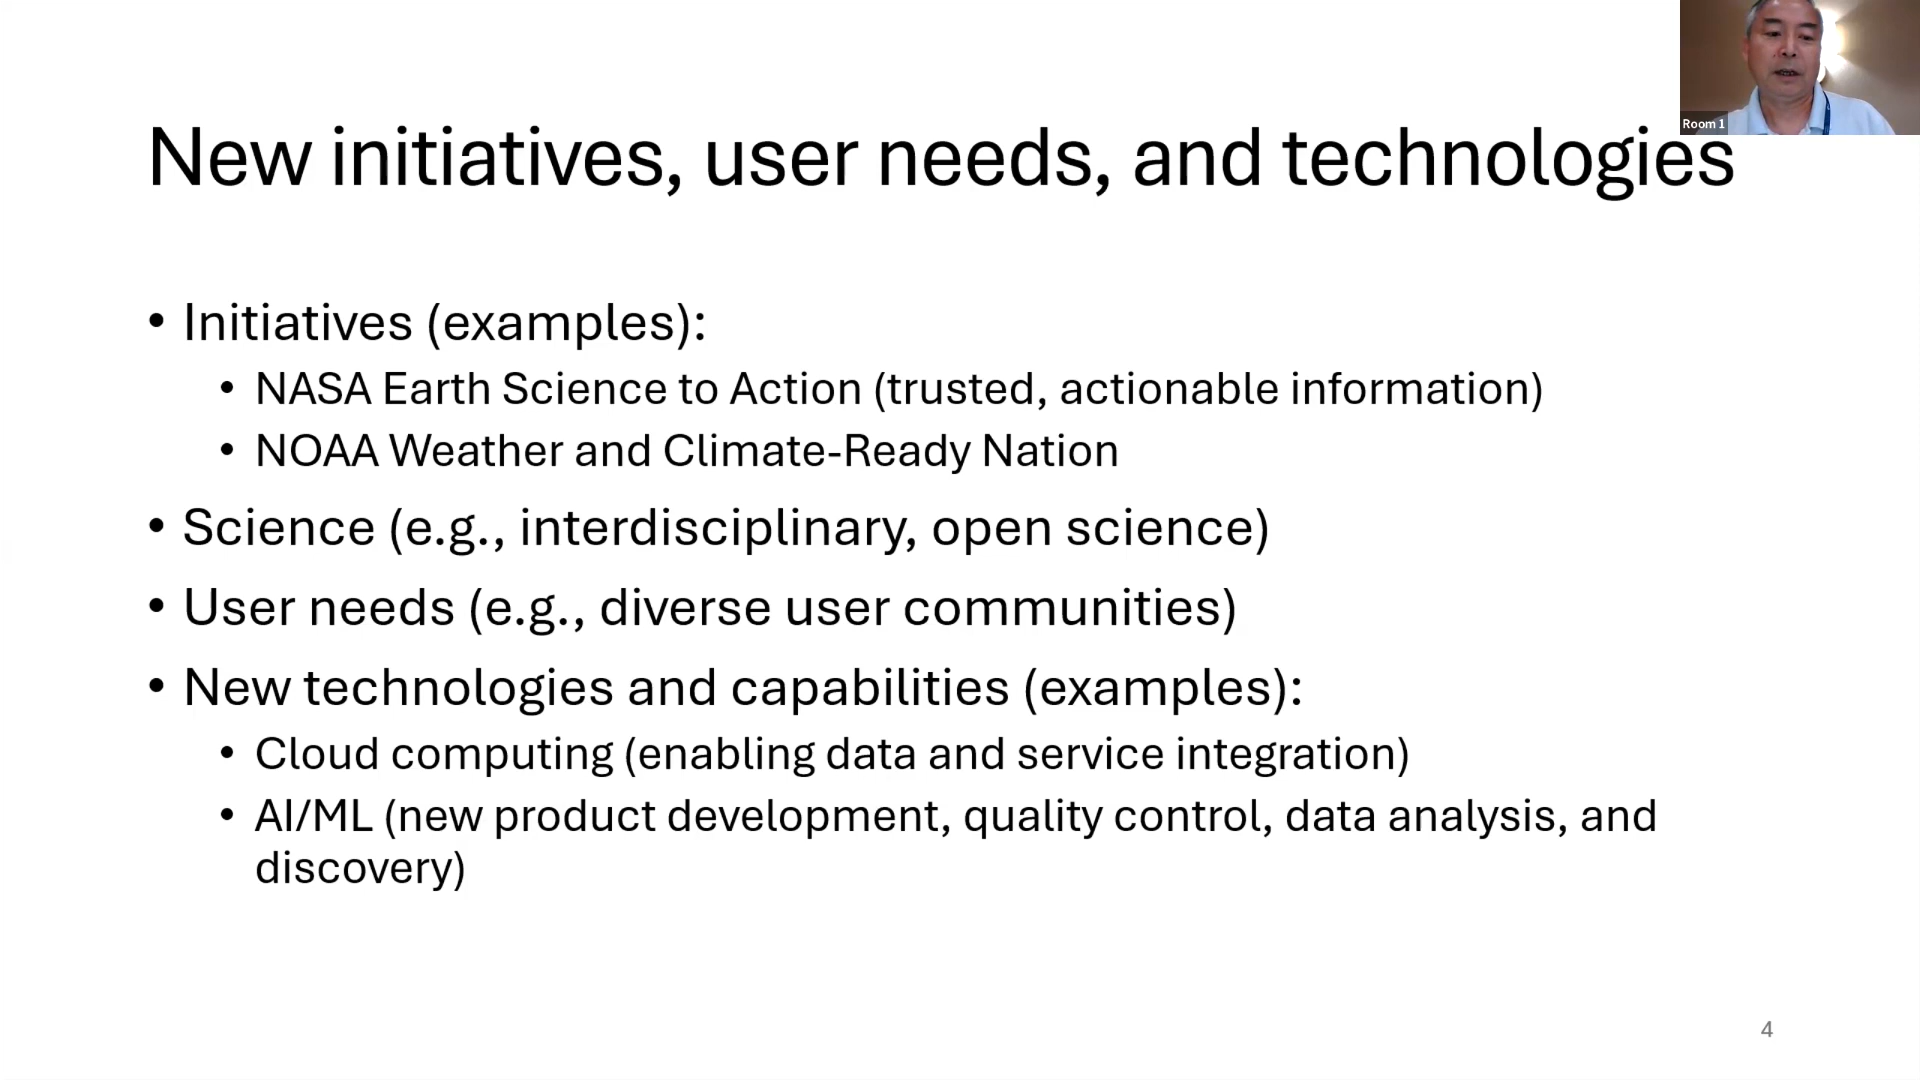 Room 1
New initiatives, user needs, and technologies
• Initiatives (examples):
• NASA Earth Science to Action (trusted, actionable information)
• NOAA Weather and Climate-Ready Nation
• Science (e.g., interdisciplinary, open science)
• User needs (e.g., diverse user communities)
• New technologies and capabilities (examples):
• Cloud computing (enabling data and service integration)
• AI/ML (new product development, quality control, data analysis, and
discovery)
4